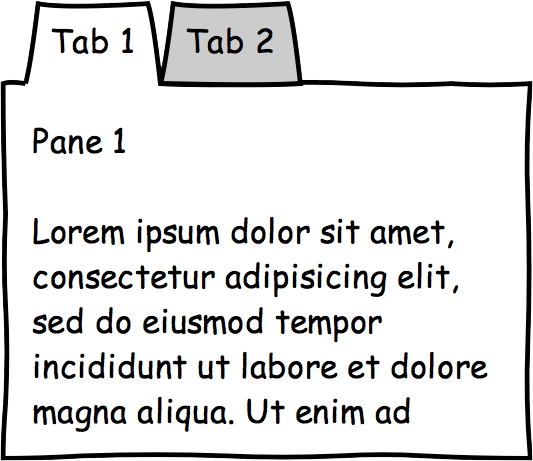 Tab 1 Tab 2
Pane 1
Lorem ipsum dolor sit amet,
consectetur adipisicing elit,
sed do eiusmod tempor
incididunt ut labore et dolore
magna aliqua. Ut enim ad